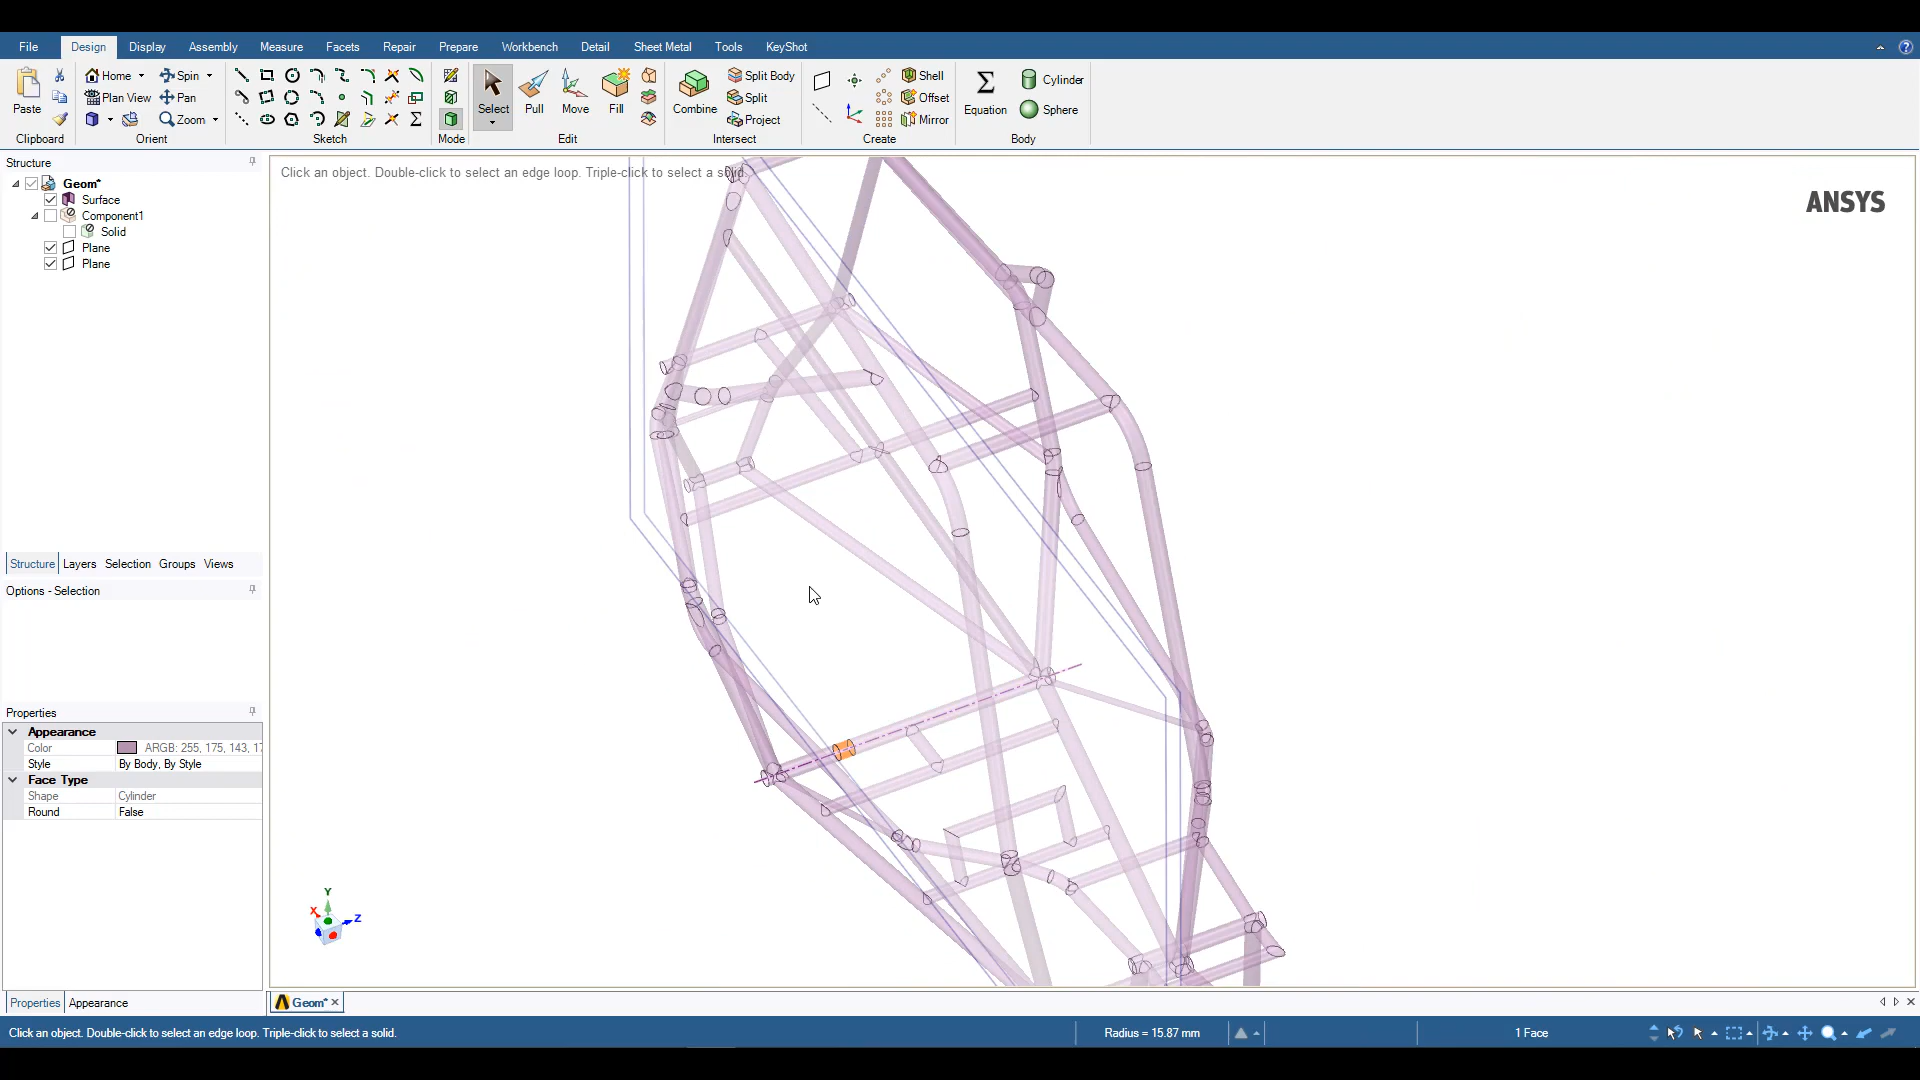 File Design Display Assembly Measure Facets Repair Prepare Workbench Detail Sheet Metal Tools KeyShot
Home Spin Split Body Shell Cylinder
Plan View Pan Split Offset
Paste Select Pull Move Fill Combine Equation Sphere
Zoom Project Mirror
Clipboard Orient Sketch Mode Edit Intersect Create Body
Structure
Click an object. Double-click to select an edge loop. Triple-click to select a solid.
Geom*
Surface
Component1
Solid
Plane
Plane
ANSYS
Structure Layers Selection Groups Views
Options - Selection
Properties
Appearance
Color ARGB: 255, 175, 143, 17
Style By Body, By Style
Face Type
Shape Cylinder
Round False
Y
X
Z
Properties Appearance
Geom*
Click an object. Double-click to select an edge loop. Triple-click to select a solid.
Radius = 15.87 mm
1 Face